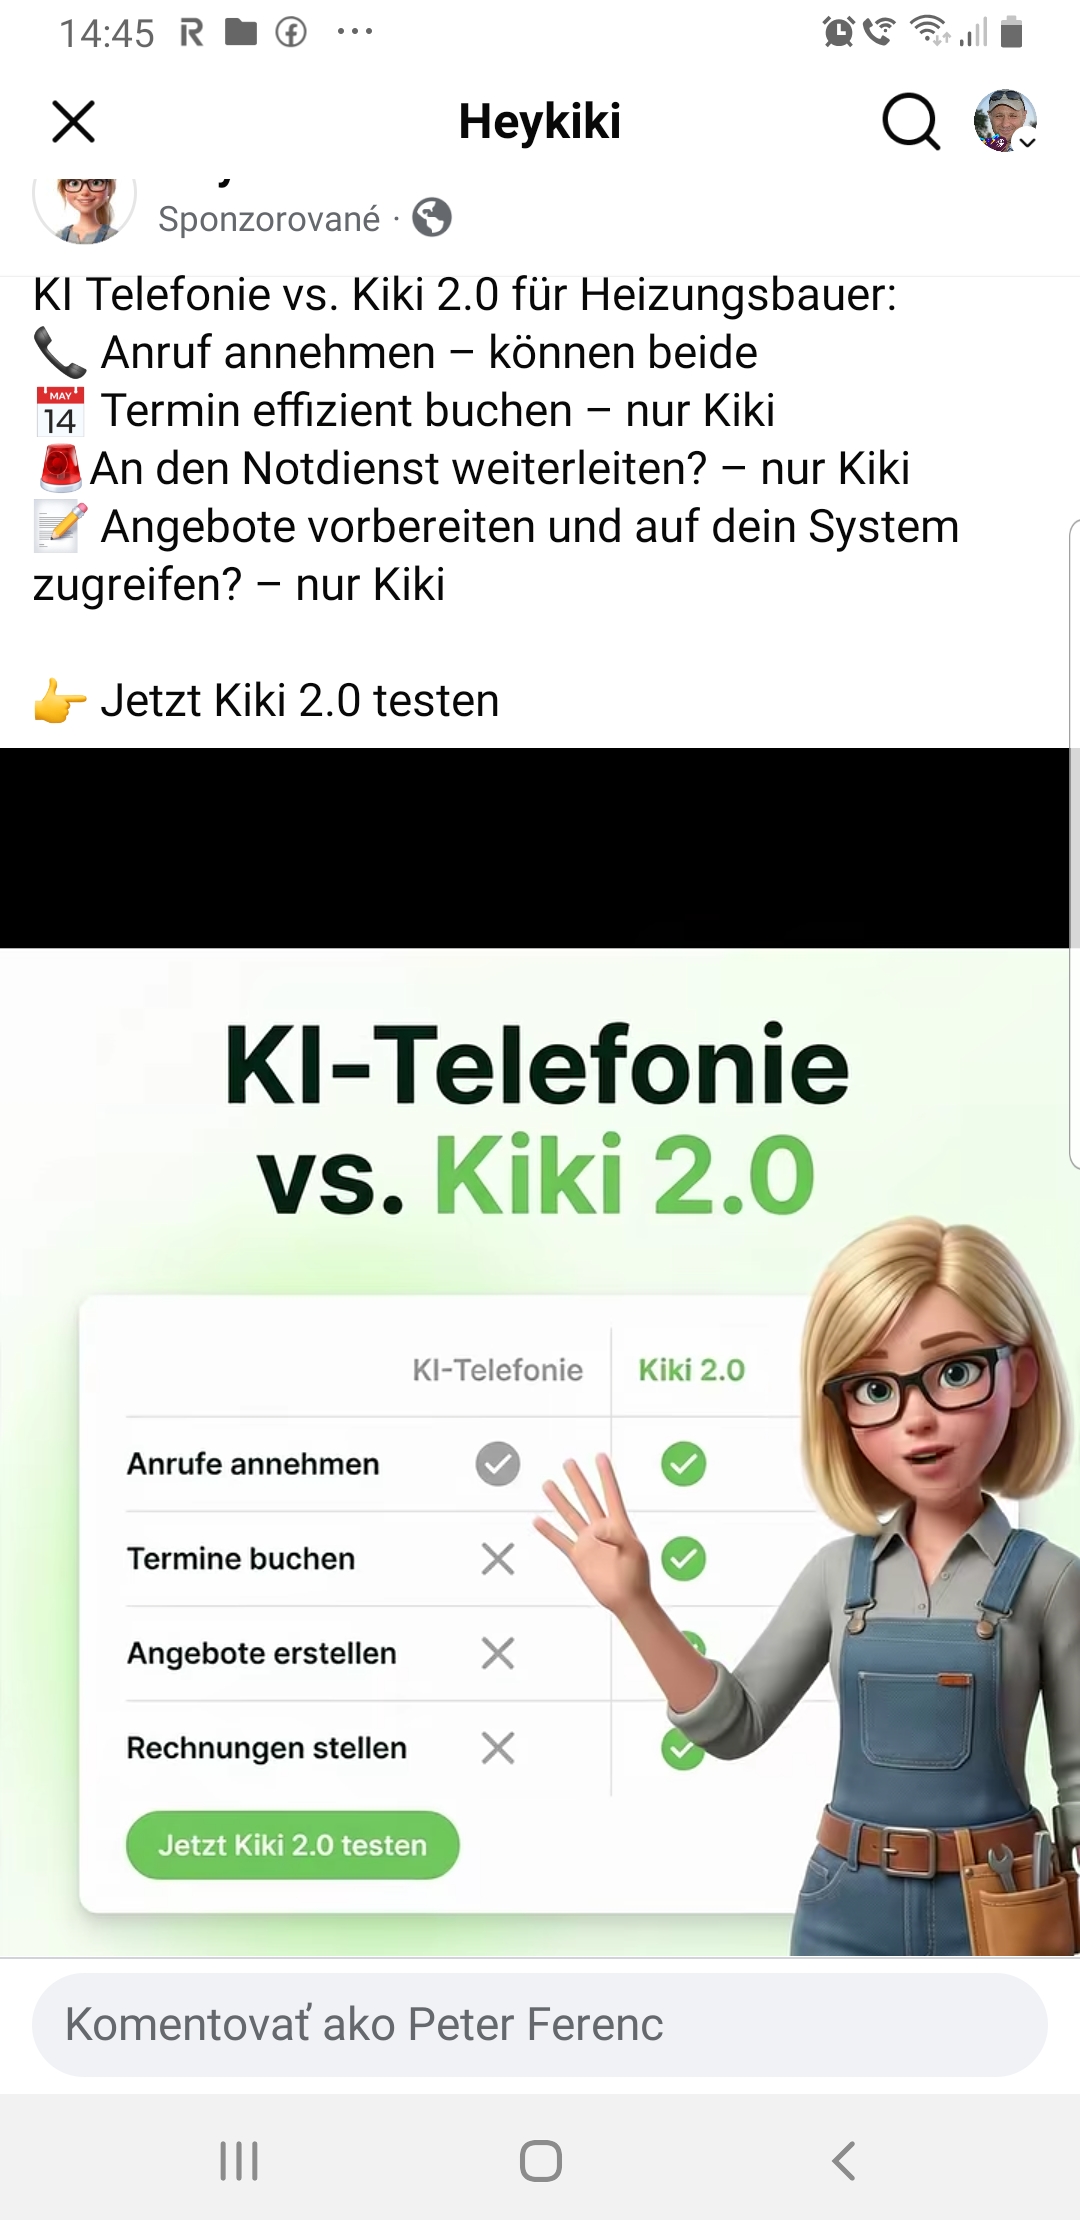 14:45
Heykiki
Sponzorované ·
KI Telefonie vs. Kiki 2.0 für Heizungsbauer:
📞 Anruf annehmen – können beide
📅 Termin effizient buchen – nur Kiki
🚨An den Notdienst weiterleiten? – nur Kiki
📝 Angebote vorbereiten und auf dein System
zugreifen? – nur Kiki
👉 Jetzt Kiki 2.0 testen
KI-Telefonie
vs. Kiki 2.0
KI-Telefonie Kiki 2.0
Anrufe annehmen
Termine buchen
Angebote erstellen
Rechnungen stellen
Jetzt Kiki 2.0 testen
Komentovať ako Peter Ferenc